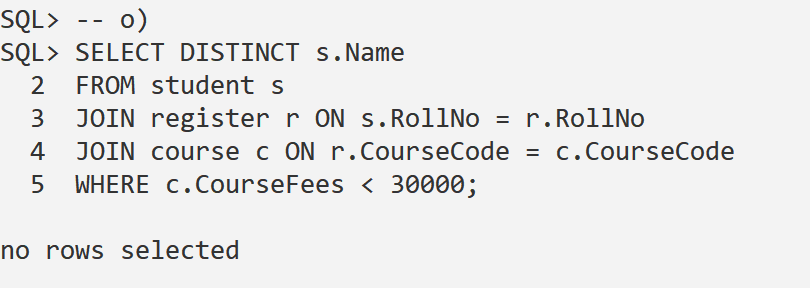 SQL> -- o)
SQL> SELECT DISTINCT s.Name
  2  FROM student s
  3  JOIN register r ON s.RollNo = r.RollNo
  4  JOIN course c ON r.CourseCode = c.CourseCode
  5  WHERE c.CourseFees < 30000;
no rows selected